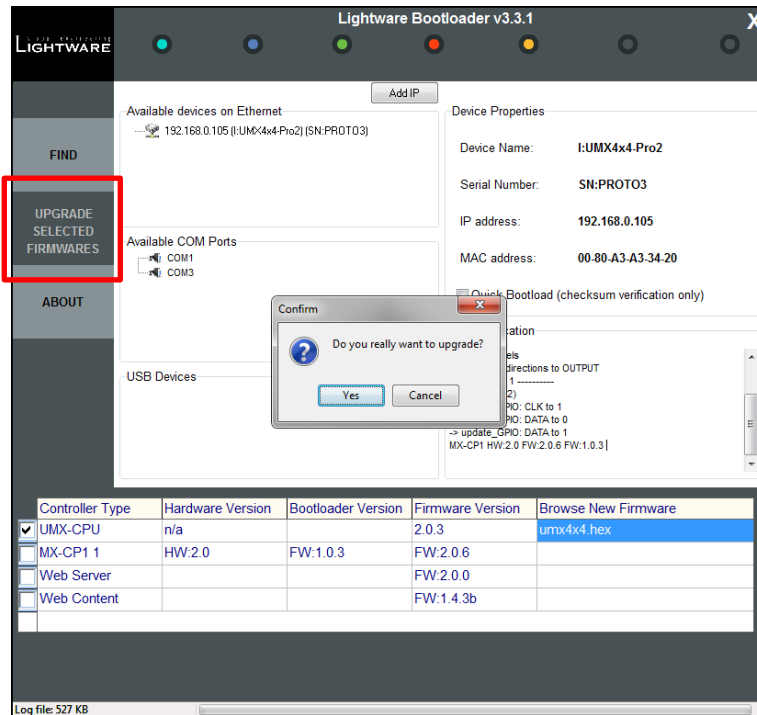 Lightware Bootloader v3.3.1
X
LIGHTWARE
Add IP
Available devices on Ethernet
192.168.0.105 (I:UMX4x4-Pro2) (SN:PROTO3)
Device Properties
Device Name: I:UMX4x4-Pro2
Serial Number: SN:PROTO3
IP address: 192.168.0.105
MAC address: 00-80-A3-A3-34-20
Quick Bootload (checksum verification only)
FIND
UPGRADE
SELECTED
FIRMWARES
ABOUT
Available COM Ports
COM1
COM3
USB Devices
Confirm
Do you really want to upgrade?
Yes
Cancel
directions to OUTPUT
1 ----------
2)
CLK to 1
DATA to 0
-> update_GPIO: DATA to 1
MX-CP1 HW:2.0 FW:2.0.6 FW:1.0.3
Controller Type Hardware Version Bootloader Version Firmware Version Browse New Firmware
UMX-CPU n/a 2.0.3 umx4x4.hex
MX-CP1 1 HW:2.0 FW:1.0.3 FW:2.0.6
Web Server FW:2.0.0
Web Content FW:1.4.3b
Log file: 527 KB